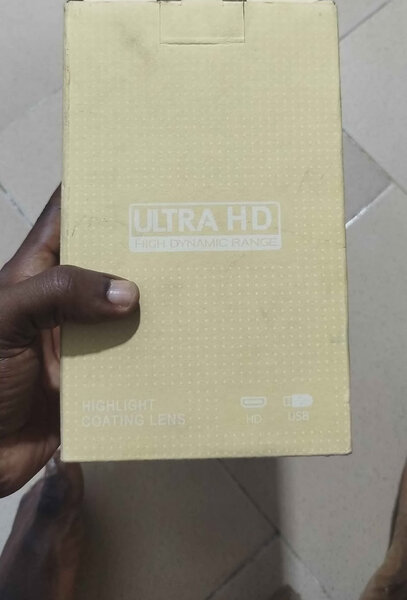 ULTRA HD
HIGH DYNAMIC RANGE
HIGHLIGHT
COATING LENS
HD
USB